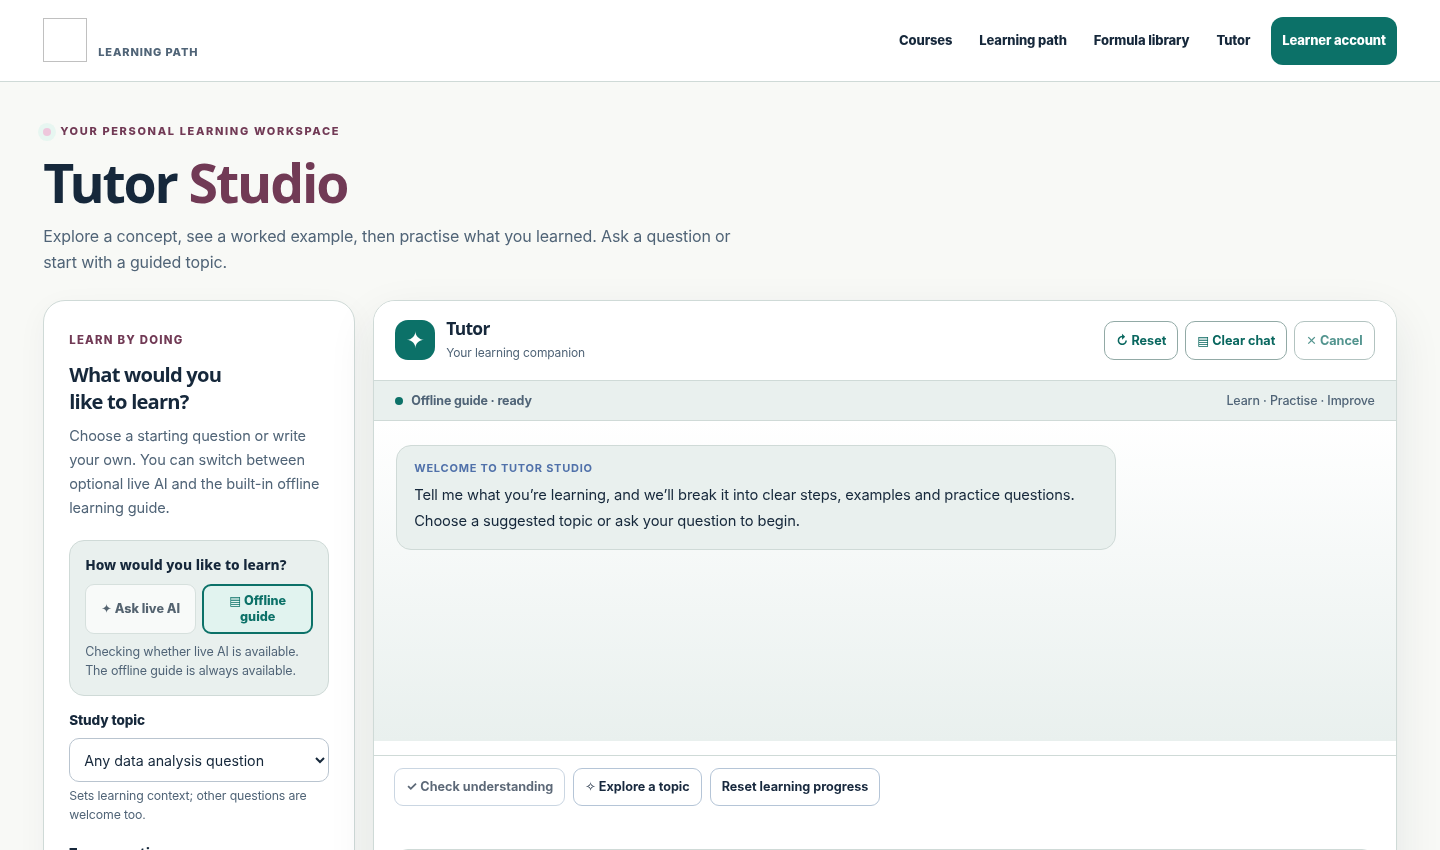 LEARNING PATH
Courses
Learning path
Formula library
Tutor
Learner account
YOUR PERSONAL LEARNING WORKSPACE
Tutor Studio
Explore a concept, see a worked example, then practise what you learned. Ask a question or
start with a guided topic.
LEARN BY DOING
What would you
like to learn?
Choose a starting question or write
your own. You can switch between
optional live AI and the built-in offline
learning guide.
How would you like to learn?
✦ Ask live AI
▤ Offline
guide
Checking whether live AI is available.
The offline guide is always available.
Study topic
Any data analysis question
Sets learning context; other questions are
welcome too.
✦
Tutor
Your learning companion
↻ Reset
▤ Clear chat
✕ Cancel
Offline guide · ready
Learn · Practise · Improve
WELCOME TO TUTOR STUDIO
Tell me what you’re learning, and we’ll break it into clear steps, examples and practice questions.
Choose a suggested topic or ask your question to begin.
✓ Check understanding
✧ Explore a topic
Reset learning progress